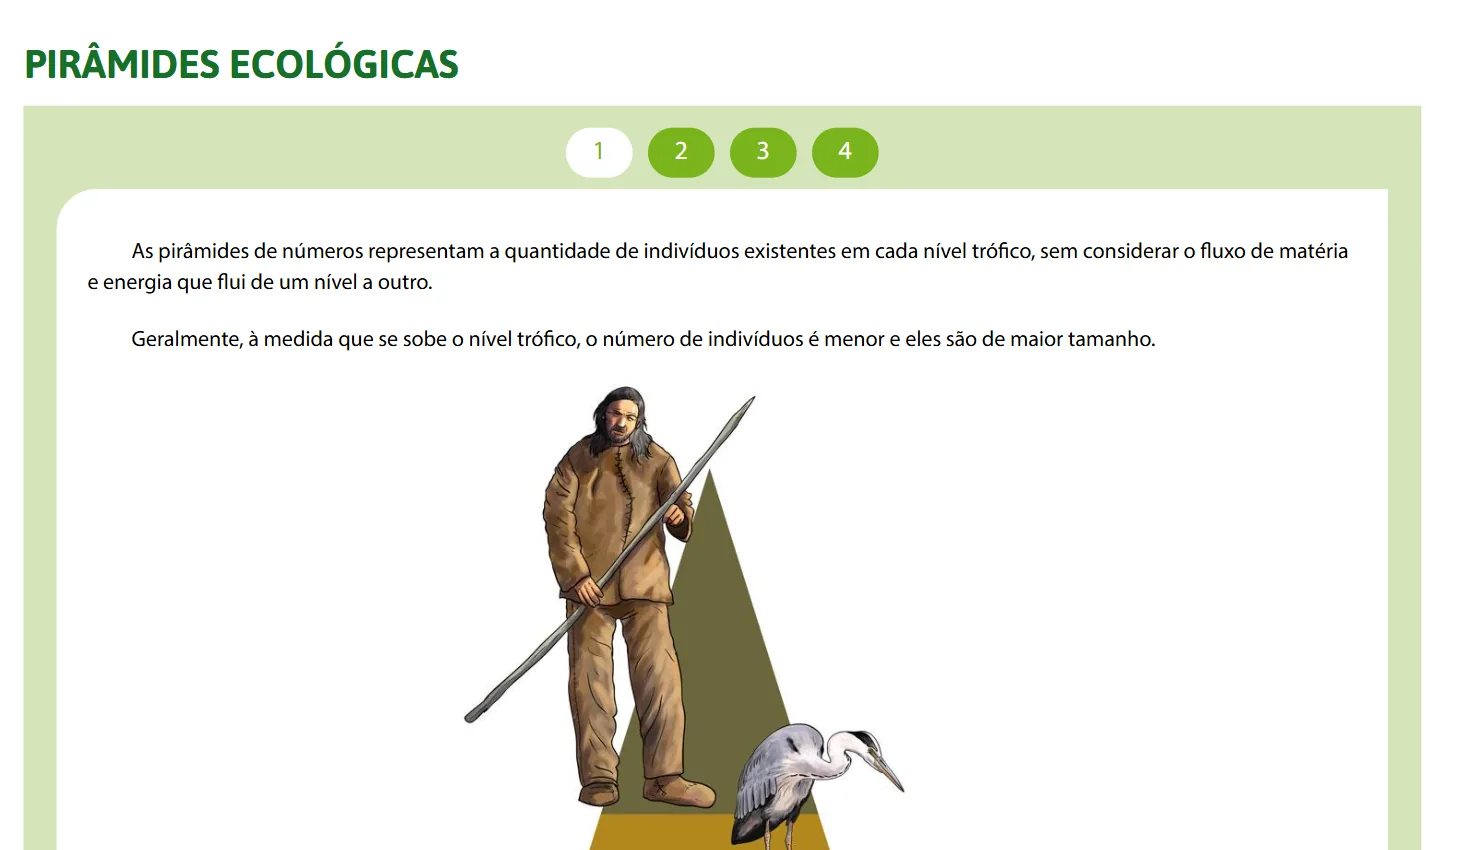 PIRÂMIDES ECOLÓGICAS
1 2 3 4
As pirâmides de números representam a quantidade de indivíduos existentes em cada nível trófico, sem considerar o fluxo de matéria
e energia que flui de um nível a outro.
Geralmente, à medida que se sobe o nível trófico, o número de indivíduos é menor e eles são de maior tamanho.